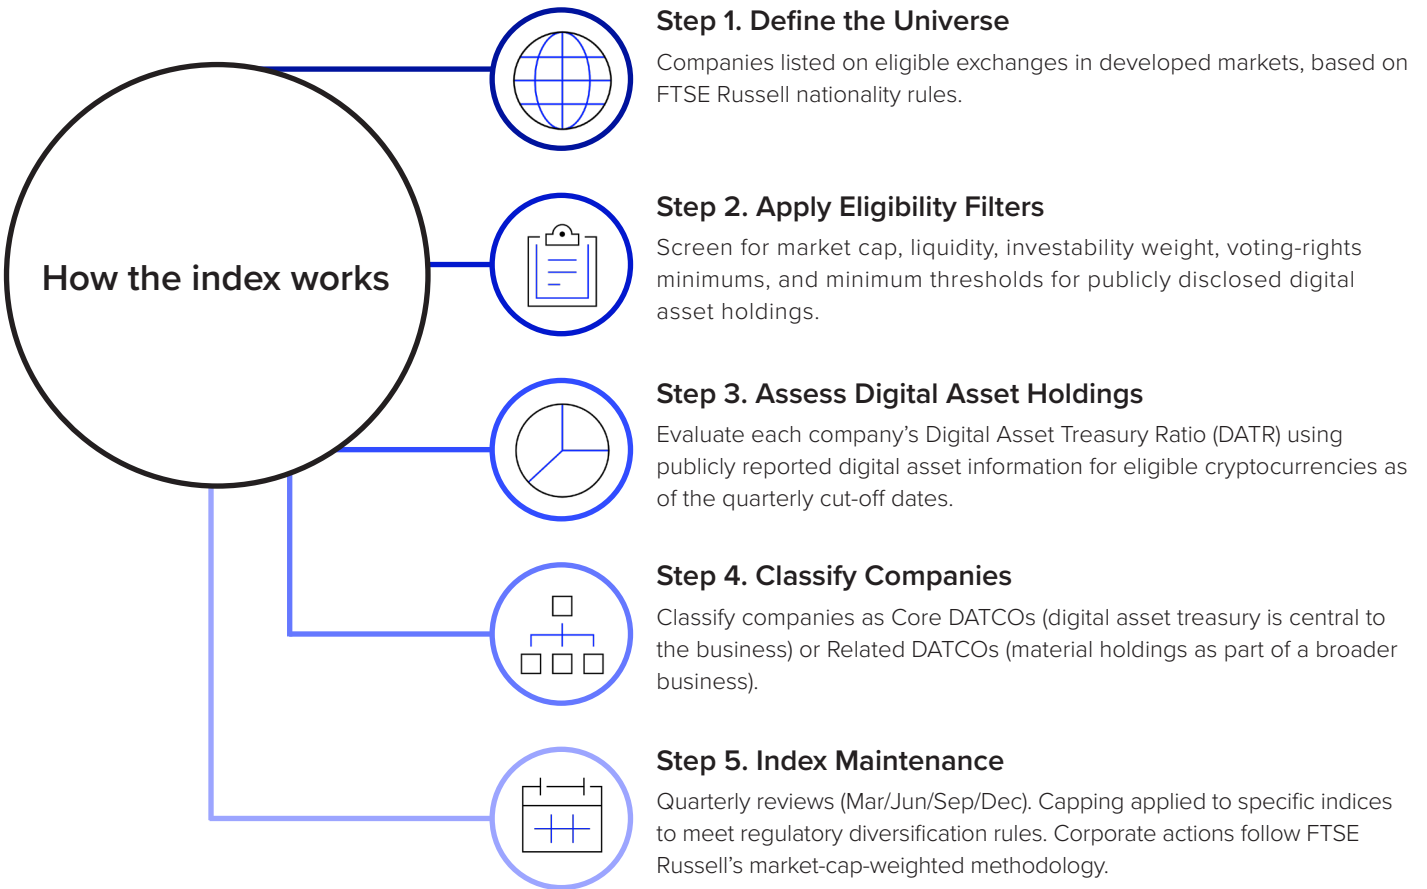 How the index works
Step 1. Define the Universe
Companies listed on eligible exchanges in developed markets, based on
FTSE Russell nationality rules.
Step 2. Apply Eligibility Filters
Screen for market cap, liquidity, investability weight, voting-rights
minimums, and minimum thresholds for publicly disclosed digital
asset holdings.
Step 3. Assess Digital Asset Holdings
Evaluate each company’s Digital Asset Treasury Ratio (DATR) using
publicly reported digital asset information for eligible cryptocurrencies as
of the quarterly cut-off dates.
Step 4. Classify Companies
Classify companies as Core DATCOs (digital asset treasury is central to
the business) or Related DATCOs (material holdings as part of a broader
business).
Step 5. Index Maintenance
Quarterly reviews (Mar/Jun/Sep/Dec). Capping applied to specific indices
to meet regulatory diversification rules. Corporate actions follow FTSE
Russell’s market-cap-weighted methodology.